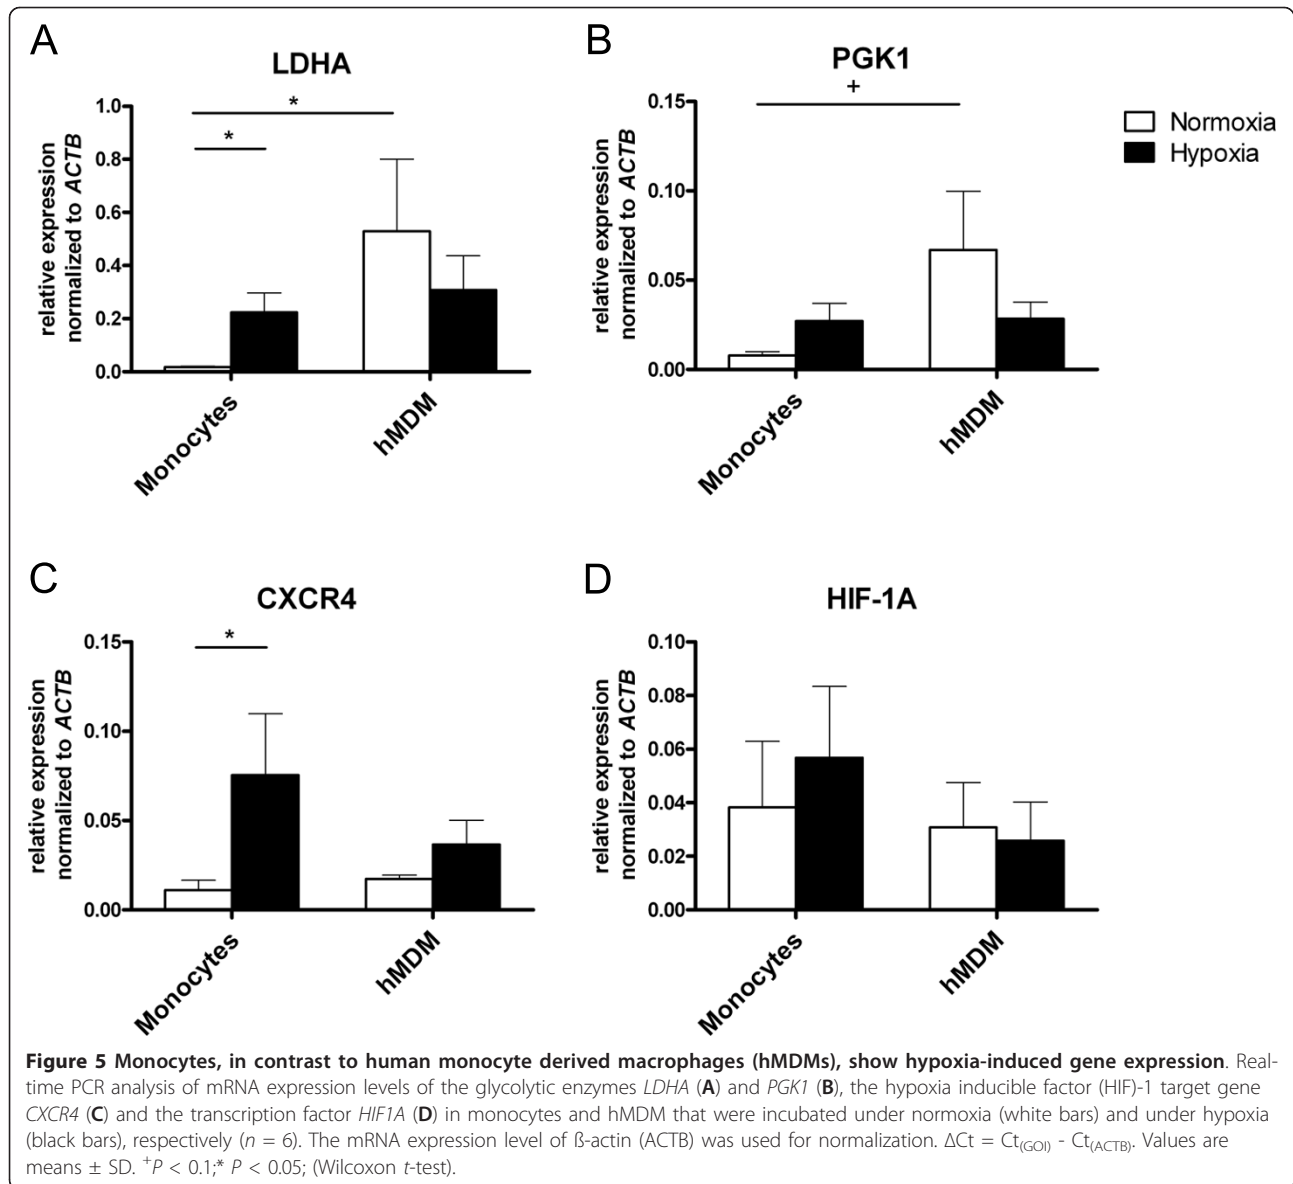 A
LDHA
relative expression
normalized to ACTB
1.0
0.8
0.6
0.4
0.2
0.0
*
*
Monocytes
hMDM
B
PGK1
relative expression
normalized to ACTB
0.15
0.10
0.05
0.00
+
Monocytes
hMDM
Normoxia
Hypoxia
C
CXCR4
relative expression
normalized to ACTB
0.15
0.10
0.05
0.00
*
Monocytes
hMDM
D
HIF-1A
relative expression
normalized to ACTB
0.10
0.08
0.06
0.04
0.02
0.00
Monocytes
hMDM
Figure 5 Monocytes, in contrast to human monocyte derived macrophages (hMDMs), show hypoxia-induced gene expression. Real-
time PCR analysis of mRNA expression levels of the glycolytic enzymes LDHA (A) and PGK1 (B), the hypoxia inducible factor (HIF)-1 target gene
CXCR4 (C) and the transcription factor HIF1A (D) in monocytes and hMDM that were incubated under normoxia (white bars) and under hypoxia
(black bars), respectively (n = 6). The mRNA expression level of ß-actin (ACTB) was used for normalization. ΔCt = Ct(GOI) - Ct(ACTB). Values are
means ± SD. +P < 0.1;* P < 0.05; (Wilcoxon t-test).